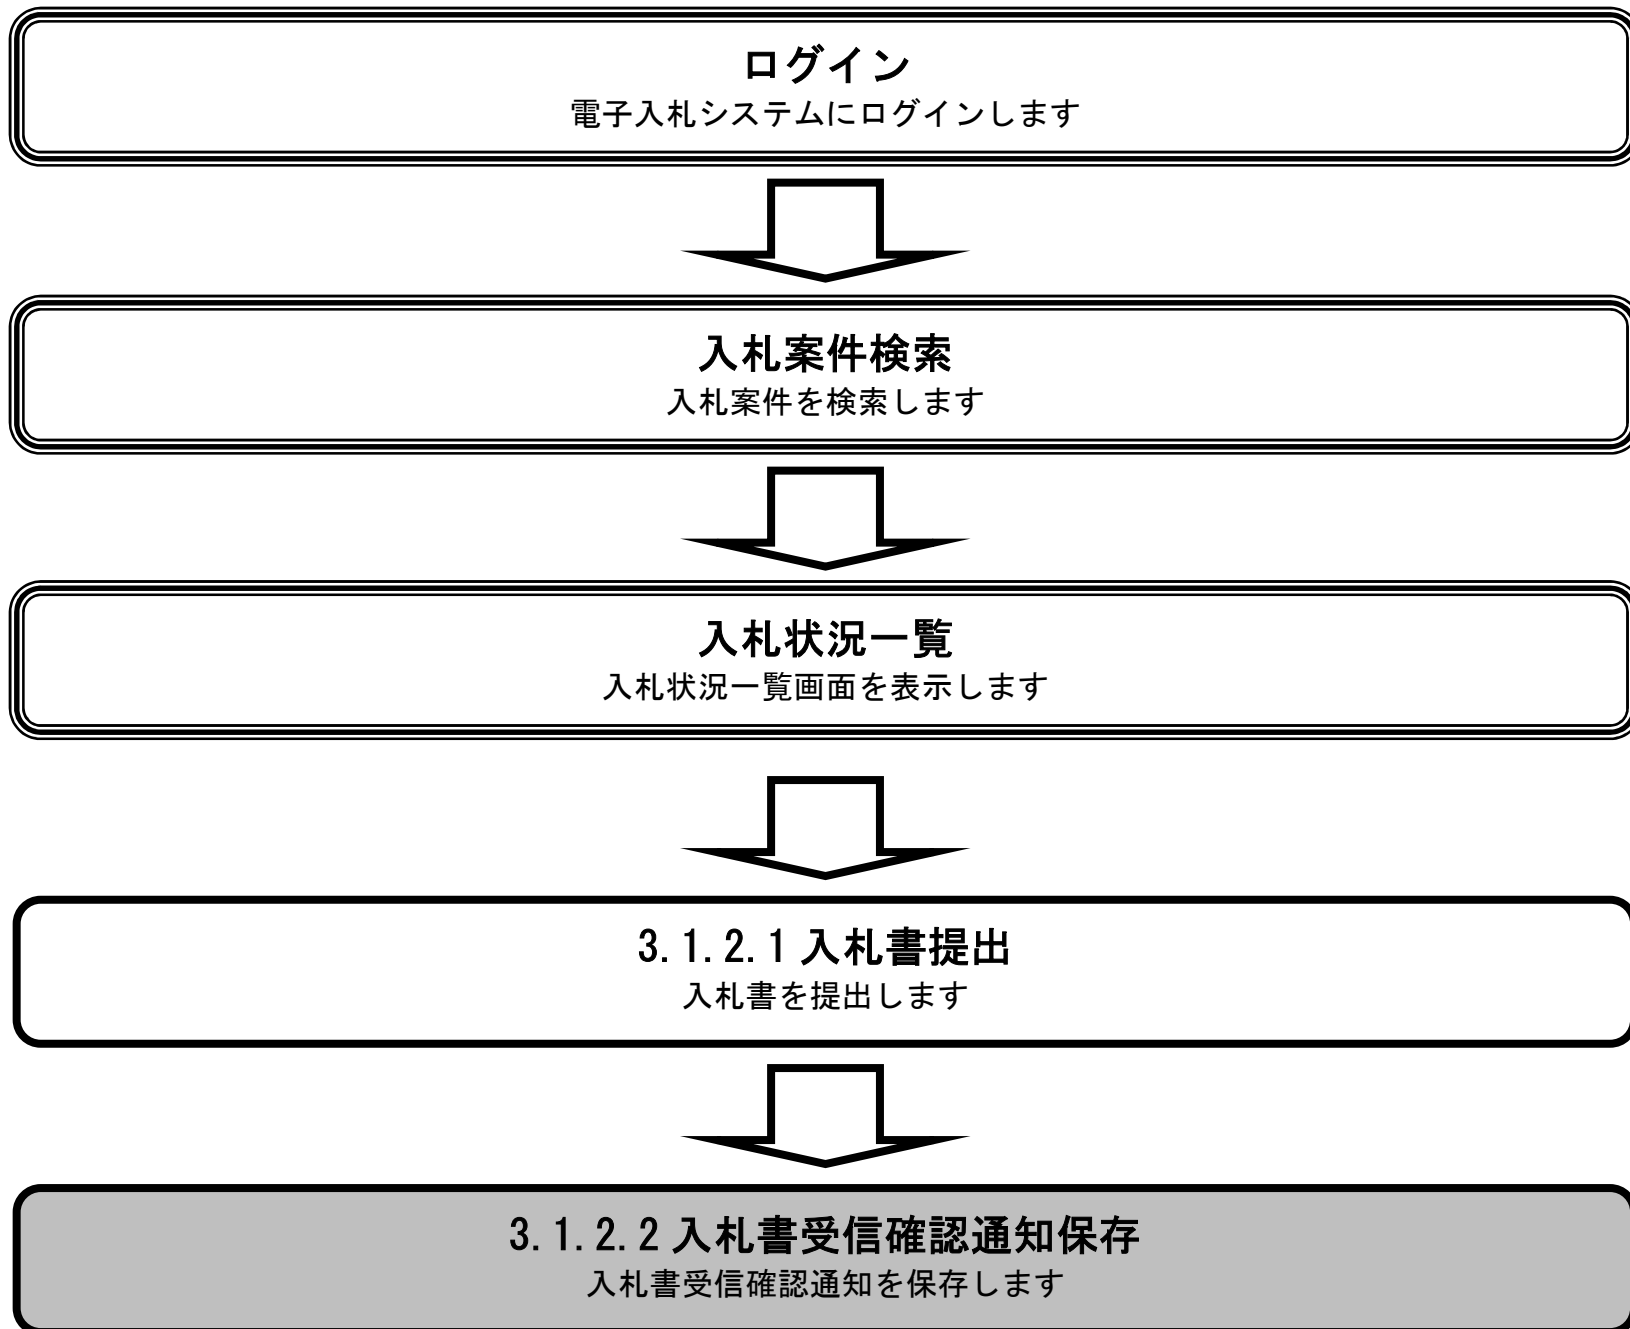 ログイン
電子入札システムにログインします
入札案件検索
入札案件を検索します
入札状況一覧
入札状況一覧画面を表示します
3.1.2.1 入札書提出
入札書を提出します
3.1.2.2 入札書受信確認通知保存
入札書受信確認通知を保存します